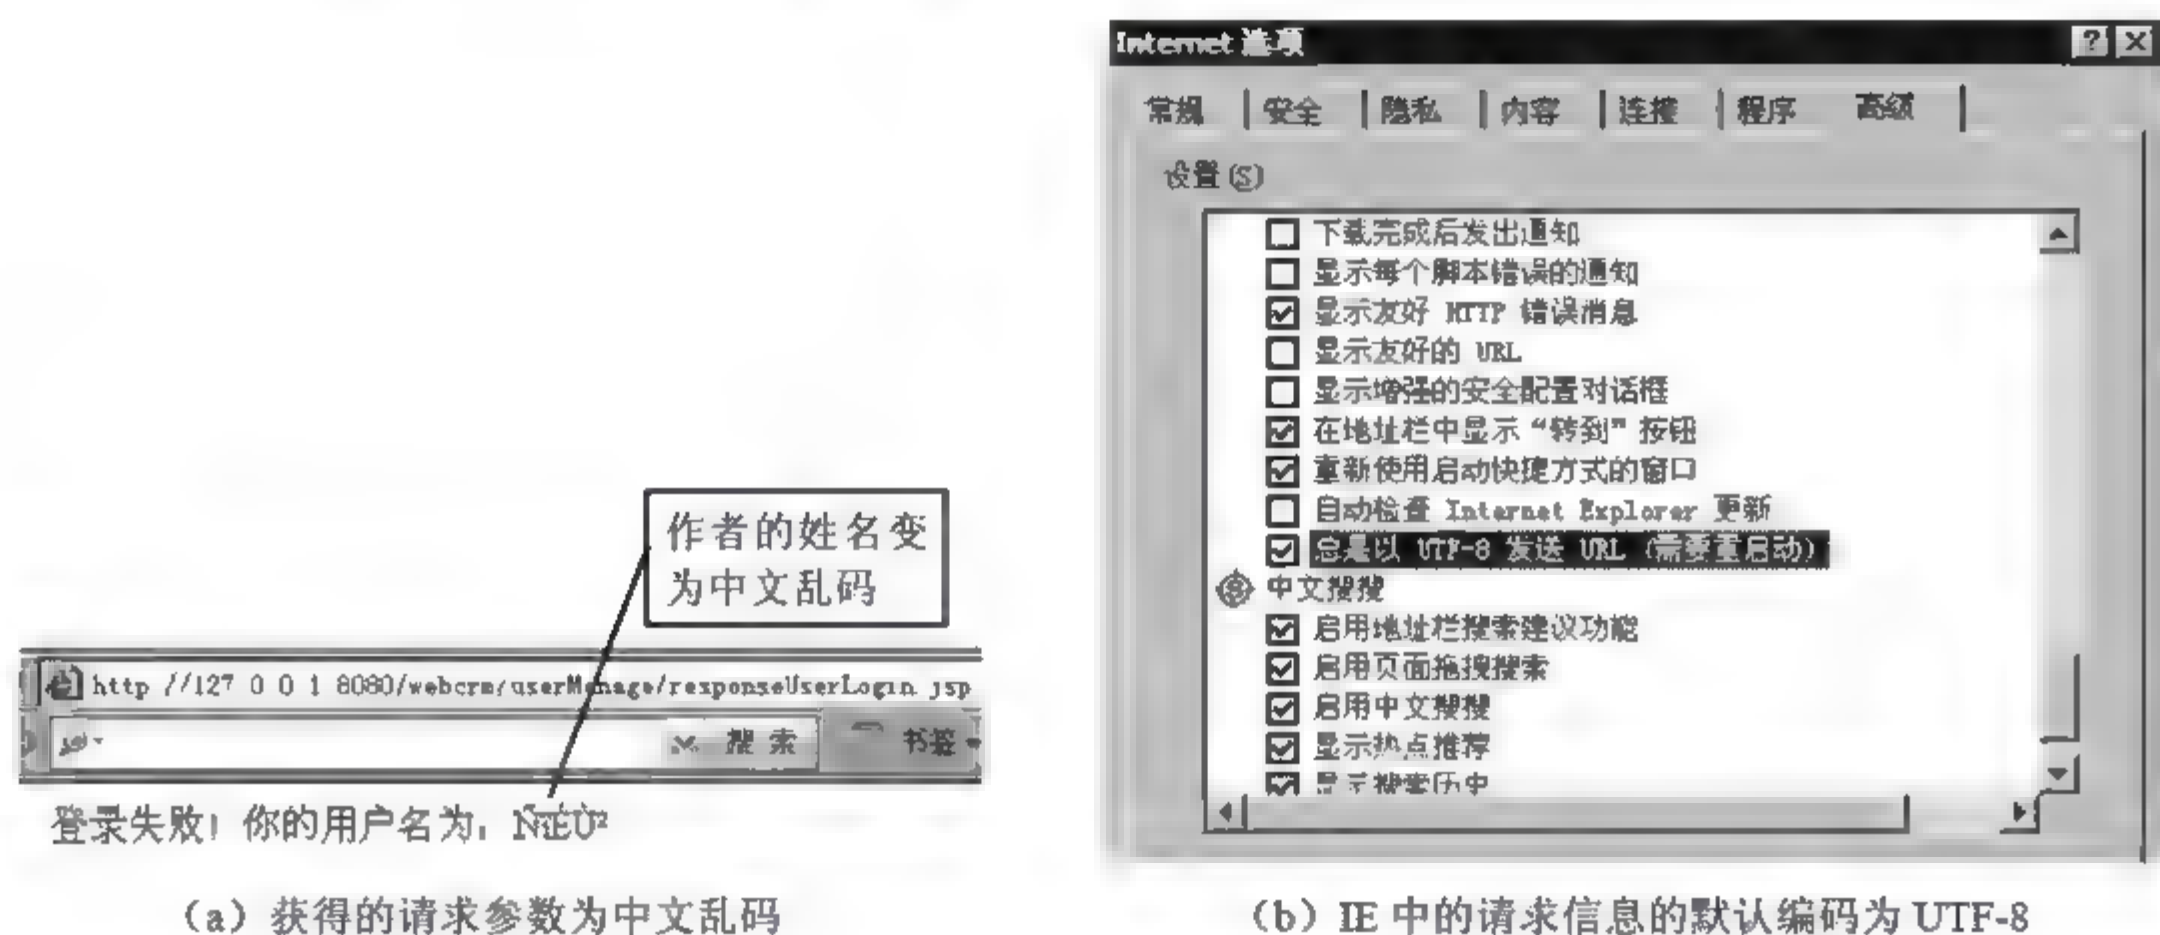 作者的姓名变
为中文乱码
http //127 0 0 1 8080/webcrm/userManage/responseUserLogin jsp
搜 索
书签
登录失败! 你的用户名为:
(a) 获得的请求参数为中文乱码
Internet 选项
常规 安全 隐私 内容 连接 程序 高级
设置(S)
下载完成后发出通知
显示每个脚本错误的通知
显示友好 HTTP 错误消息
显示友好的 URL
显示增强的安全配置对话框
在地址栏中显示“转到”按钮
重新使用启动快捷方式的窗口
自动检查 Internet Explorer 更新
总是以 UTF-8 发送 URL (需要重启动)
中文搜搜
启用地址栏搜索建议功能
启用页面拖拽搜索
启用中文搜搜
显示热点推荐
显示搜索历史
(b) IE 中的请求信息的默认编码为 UTF-8